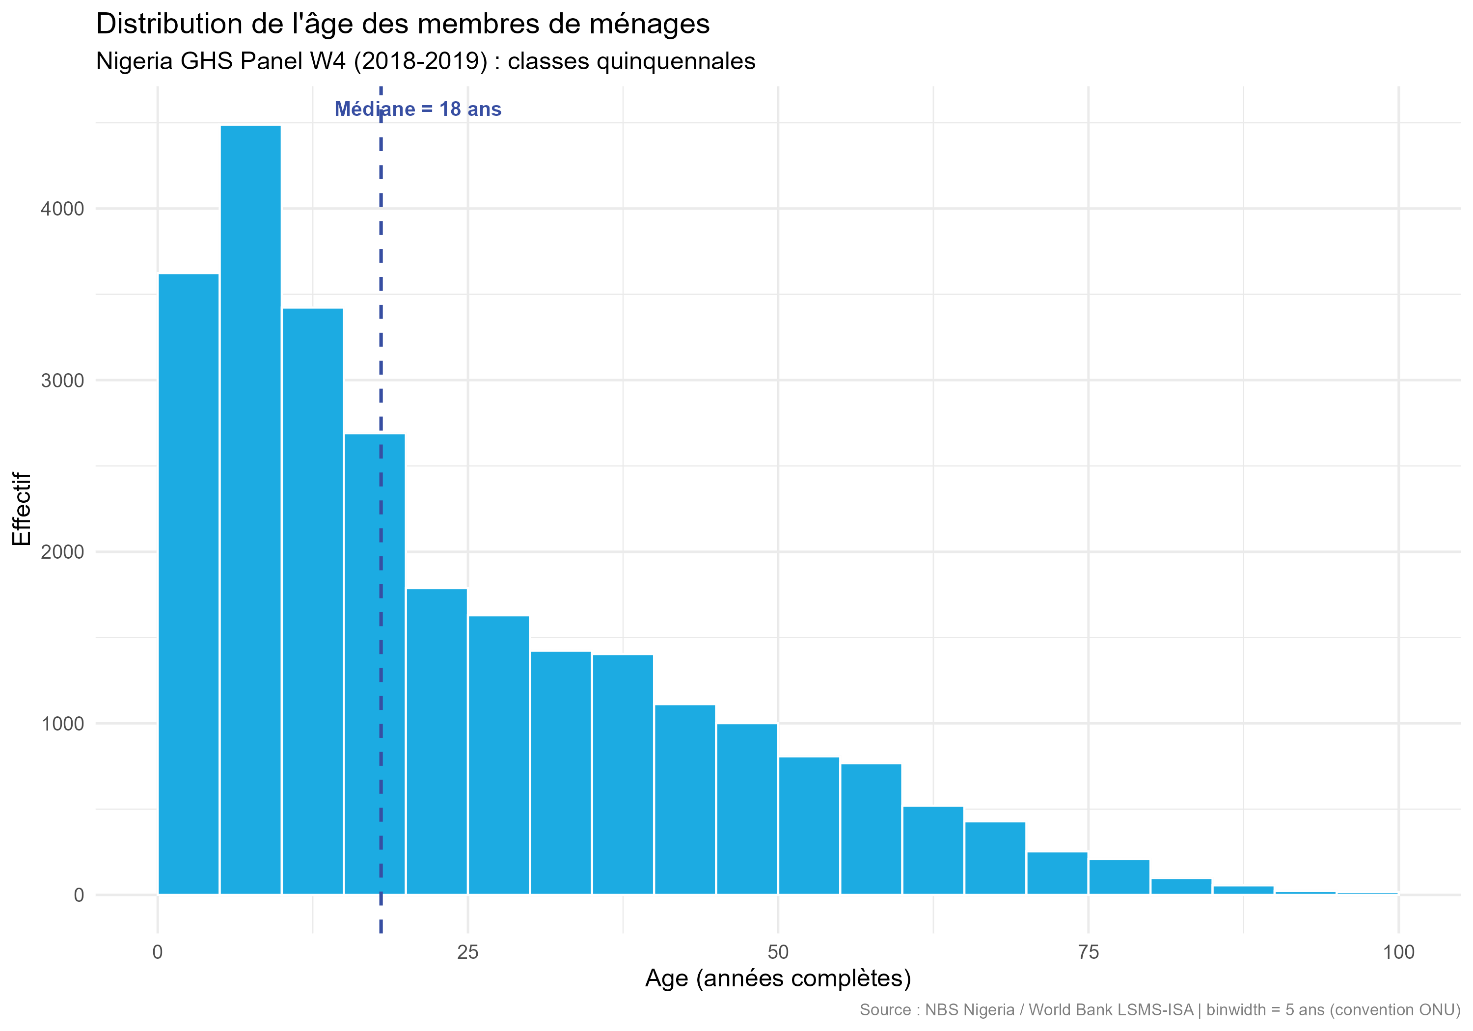 Distribution de l'âge des membres de ménages
Nigeria GHS Panel W4 (2018-2019) : classes quinquennales
Médiane = 18 ans
4000
3000
2000
1000
0
Effectif
0 25 50 75 100
Age (années complètes)
Source : NBS Nigeria / World Bank LSMS-ISA | binwidth = 5 ans (convention ONU)